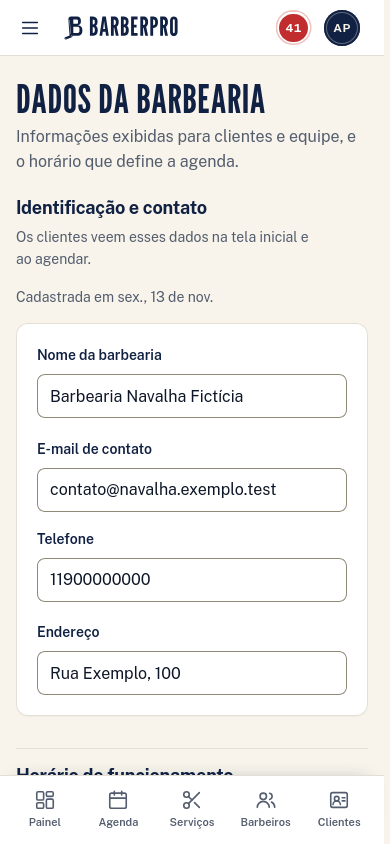 BARBERPRO
41
AP
DADOS DA BARBEARIA
Informações exibidas para clientes e equipe, e
o horário que define a agenda.
Identificação e contato
Os clientes veem esses dados na tela inicial e
ao agendar.
Cadastrada em sex., 13 de nov.
Nome da barbearia
Barbearia Navalha Fictícia
E-mail de contato
contato@navalha.exemplo.test
Telefone
11900000000
Endereço
Rua Exemplo, 100
Horário de funcionamento
Painel
Agenda
Serviços
Barbeiros
Clientes